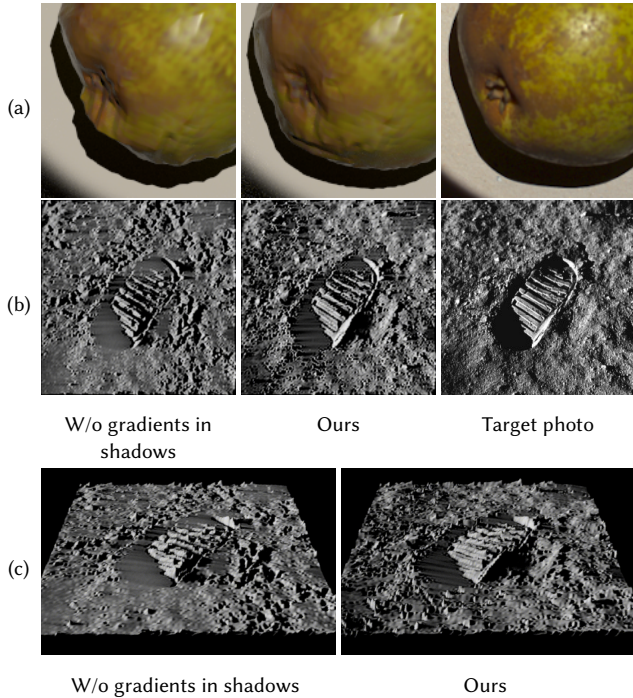 (a)
(b)
W/o gradients in
shadows
Ours
Target photo
(c)
W/o gradients in shadows
Ours